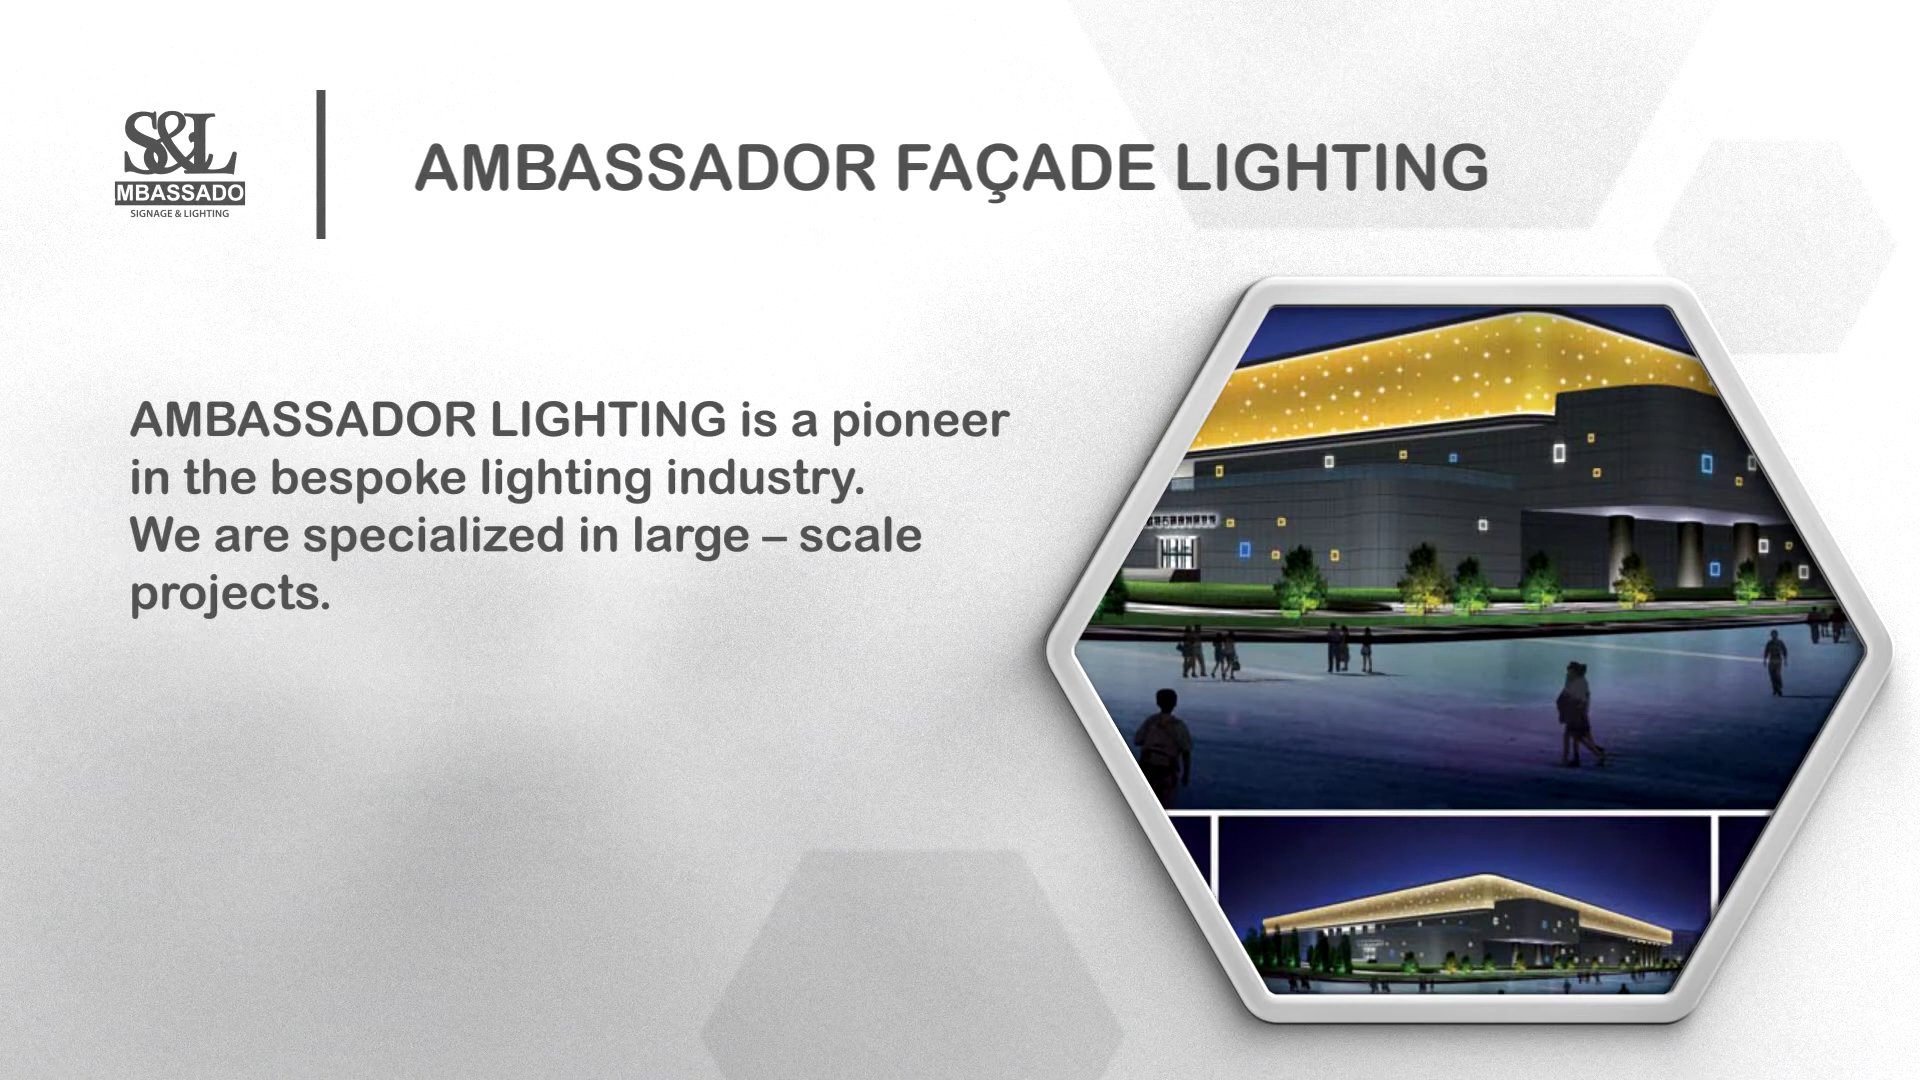 S&L
MBASSADO
SIGNAGE & LIGHTING
AMBASSADOR FAÇADE LIGHTING
AMBASSADOR LIGHTING is a pioneer
in the bespoke lighting industry.
We are specialized in large – scale
projects.